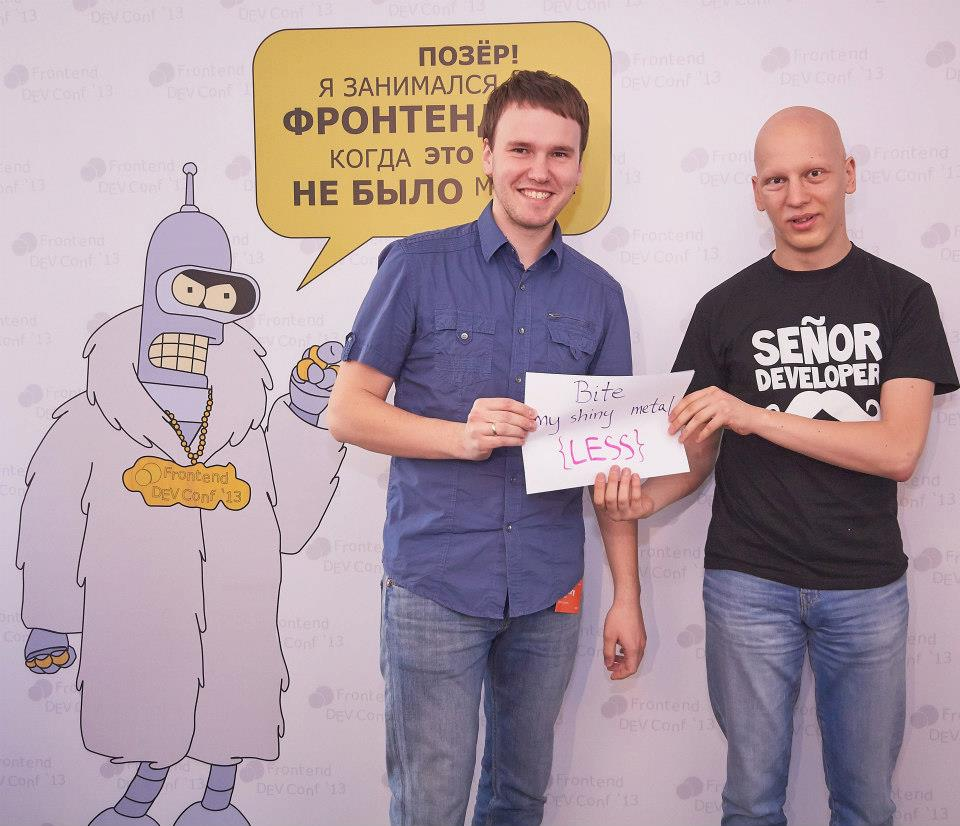 ПОЗЁР!
Я ЗАНИМАЛСЯ
ФРОНТЕНД
КОГДА ЭТО
НЕ БЫЛО М
Bite
my shiny metal
{LESS}
SEÑOR
DEVELOPER
Frontend
DEV Conf '13